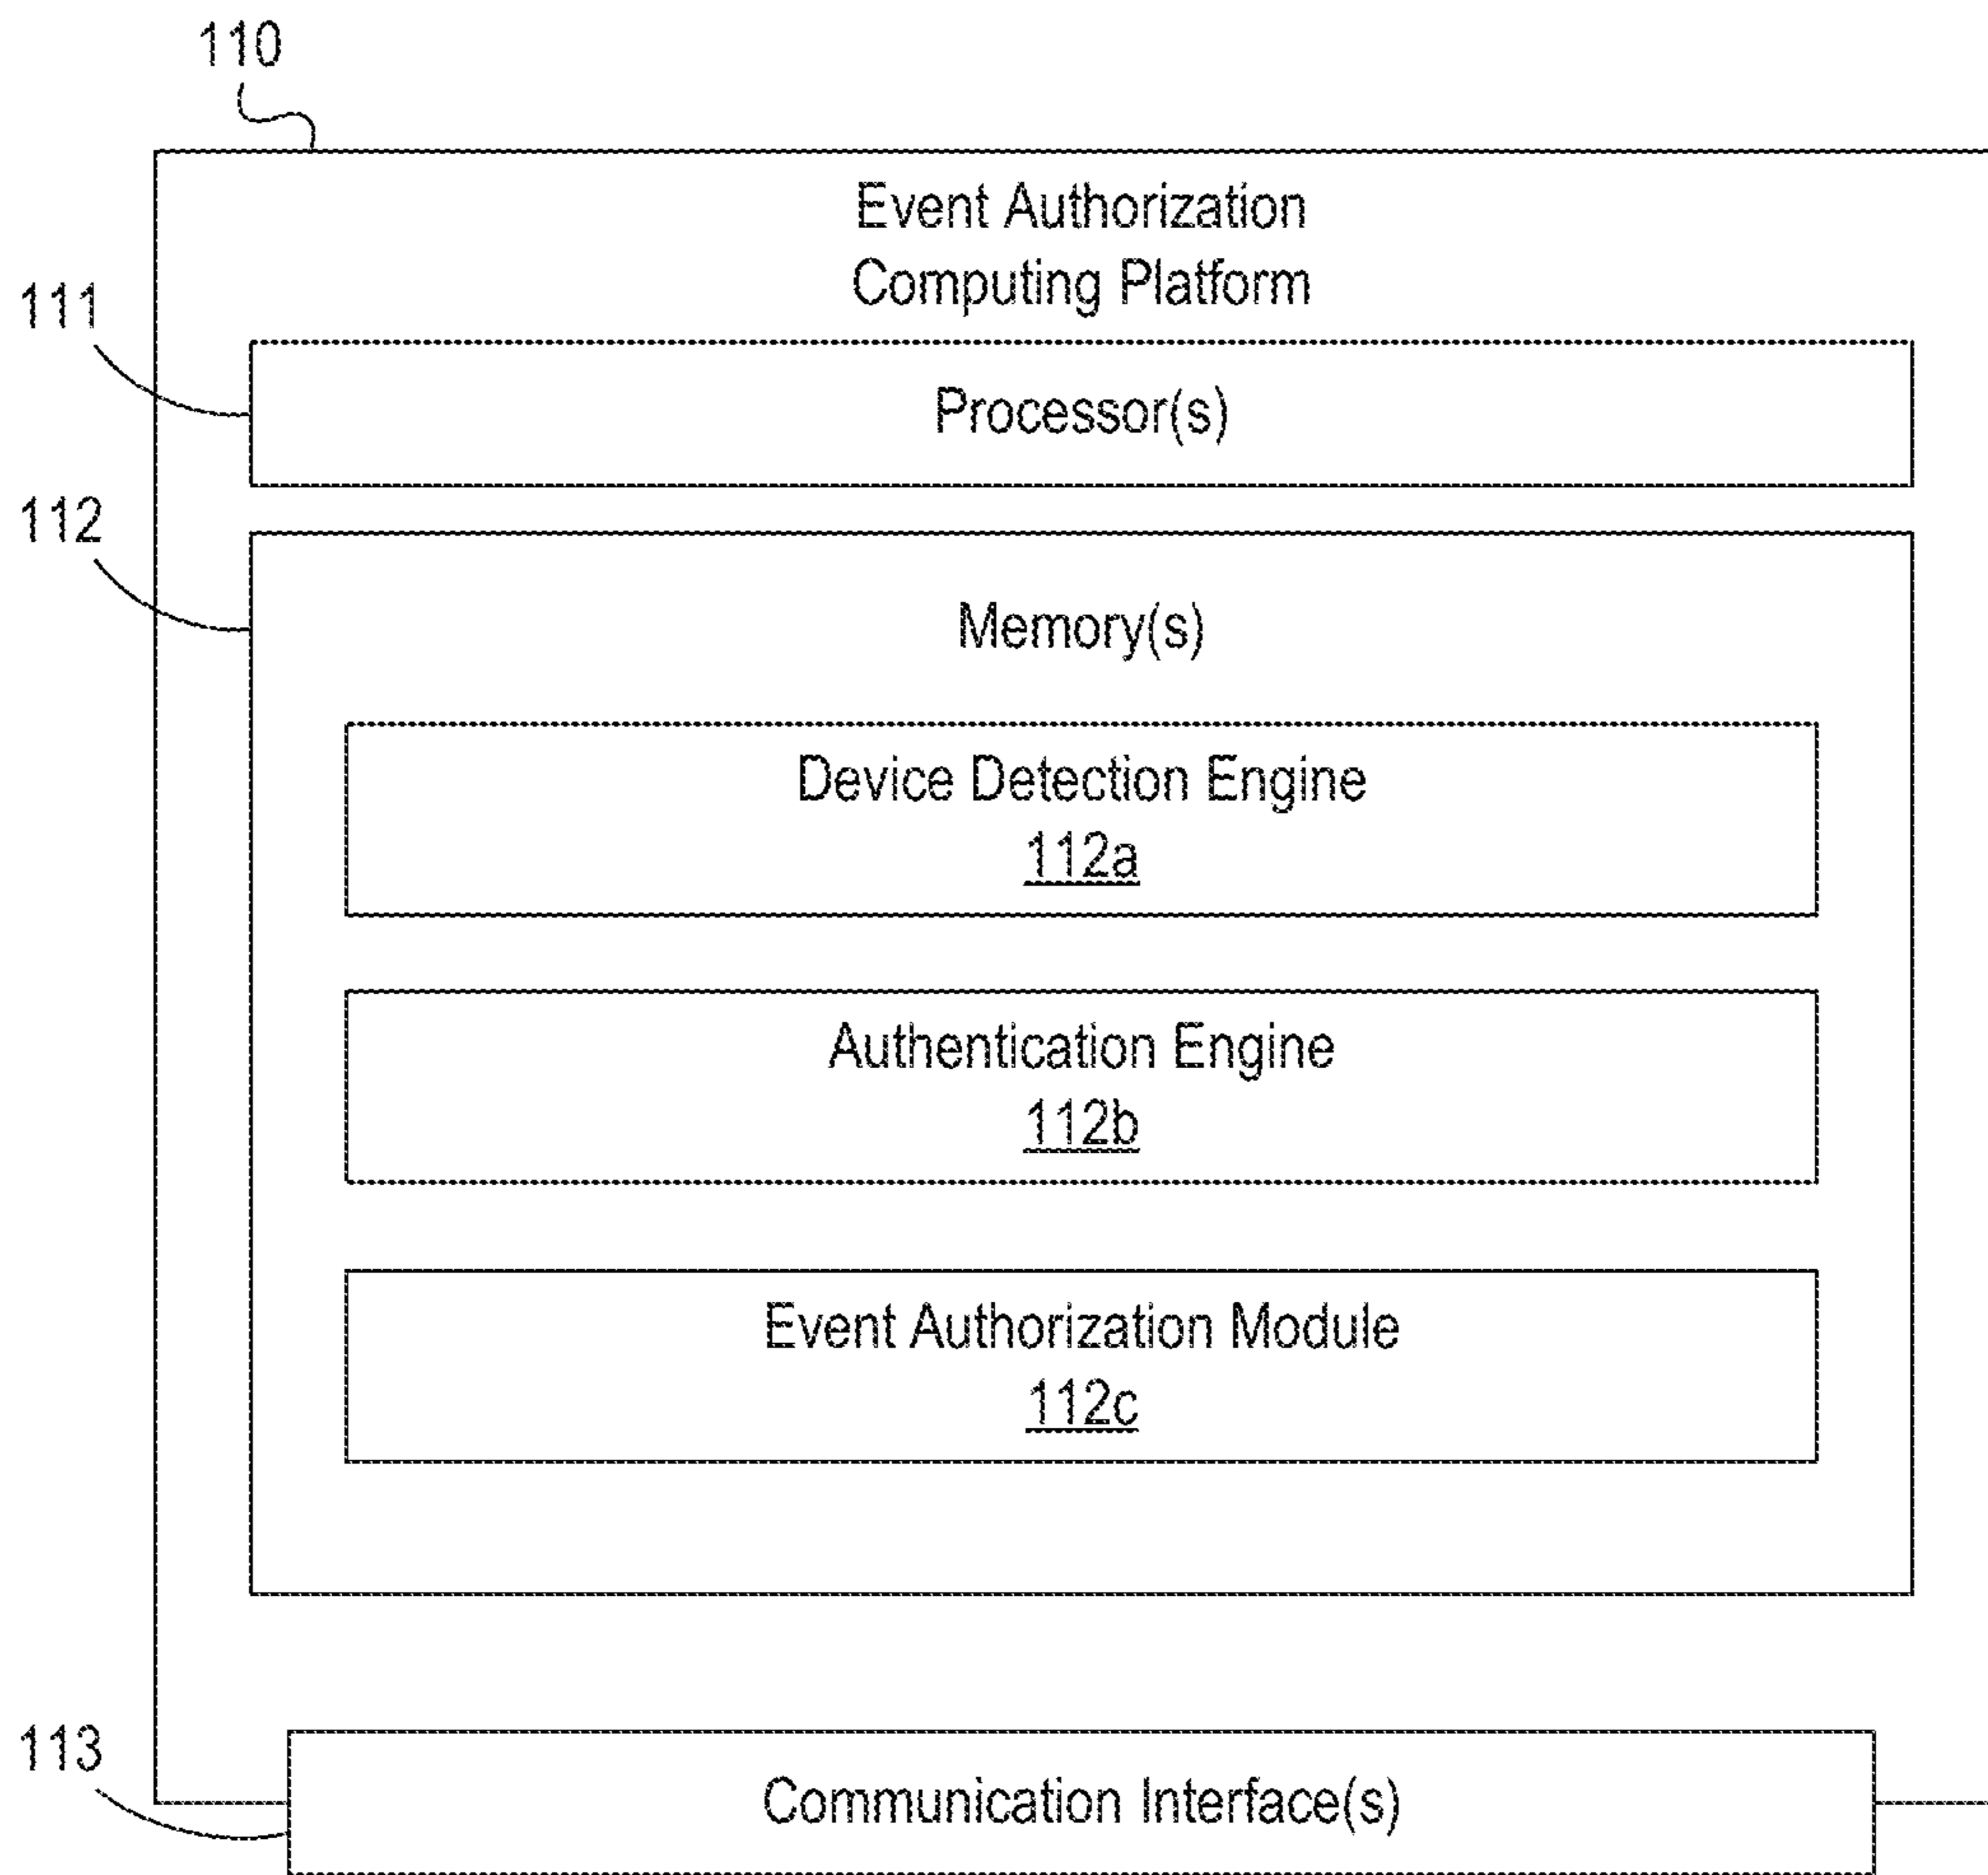 110
Event Authorization
Computing Platform
111
Processor(s)
112
Memory(s)
Device Detection Engine
112a
Authentication Engine
112b
Event Authorization Module
112c
113
Communication Interface(s)